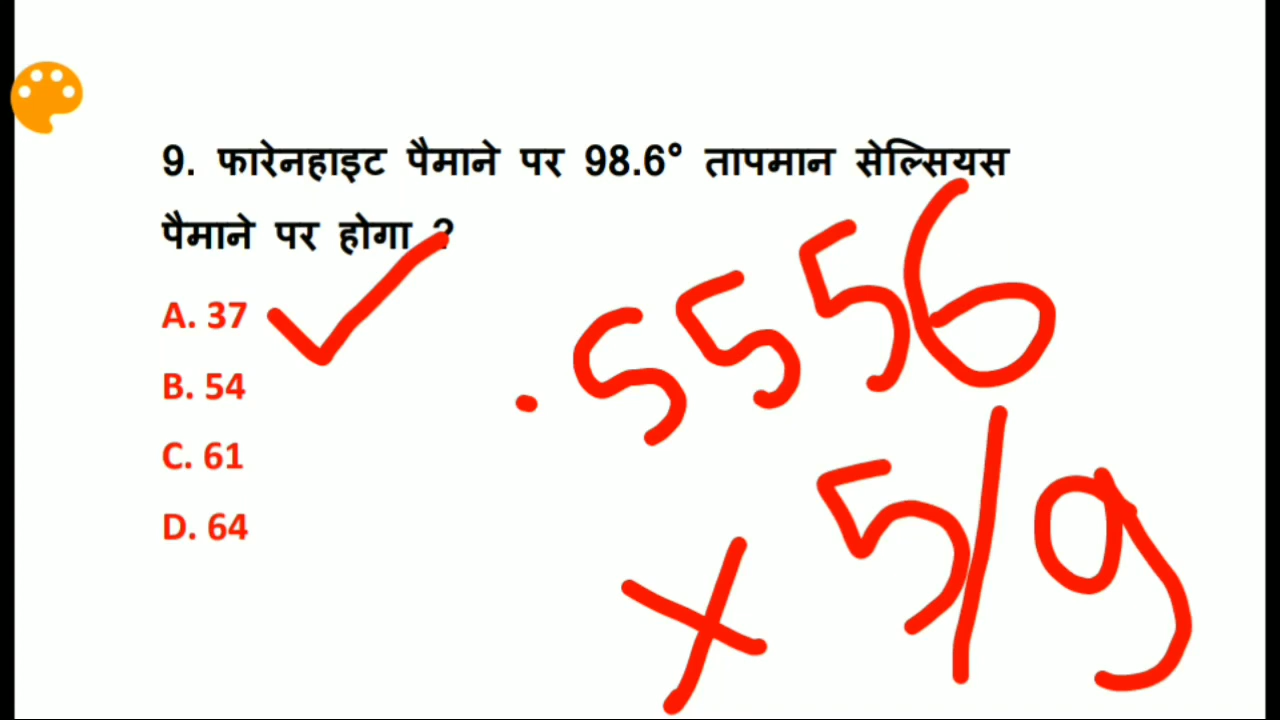 9. फारेनहाइट पैमाने पर 98.6° तापमान सेल्सियस
पैमाने पर होगा ?
A. 37
B. 54
C. 61
D. 64
.5556
x 5/9